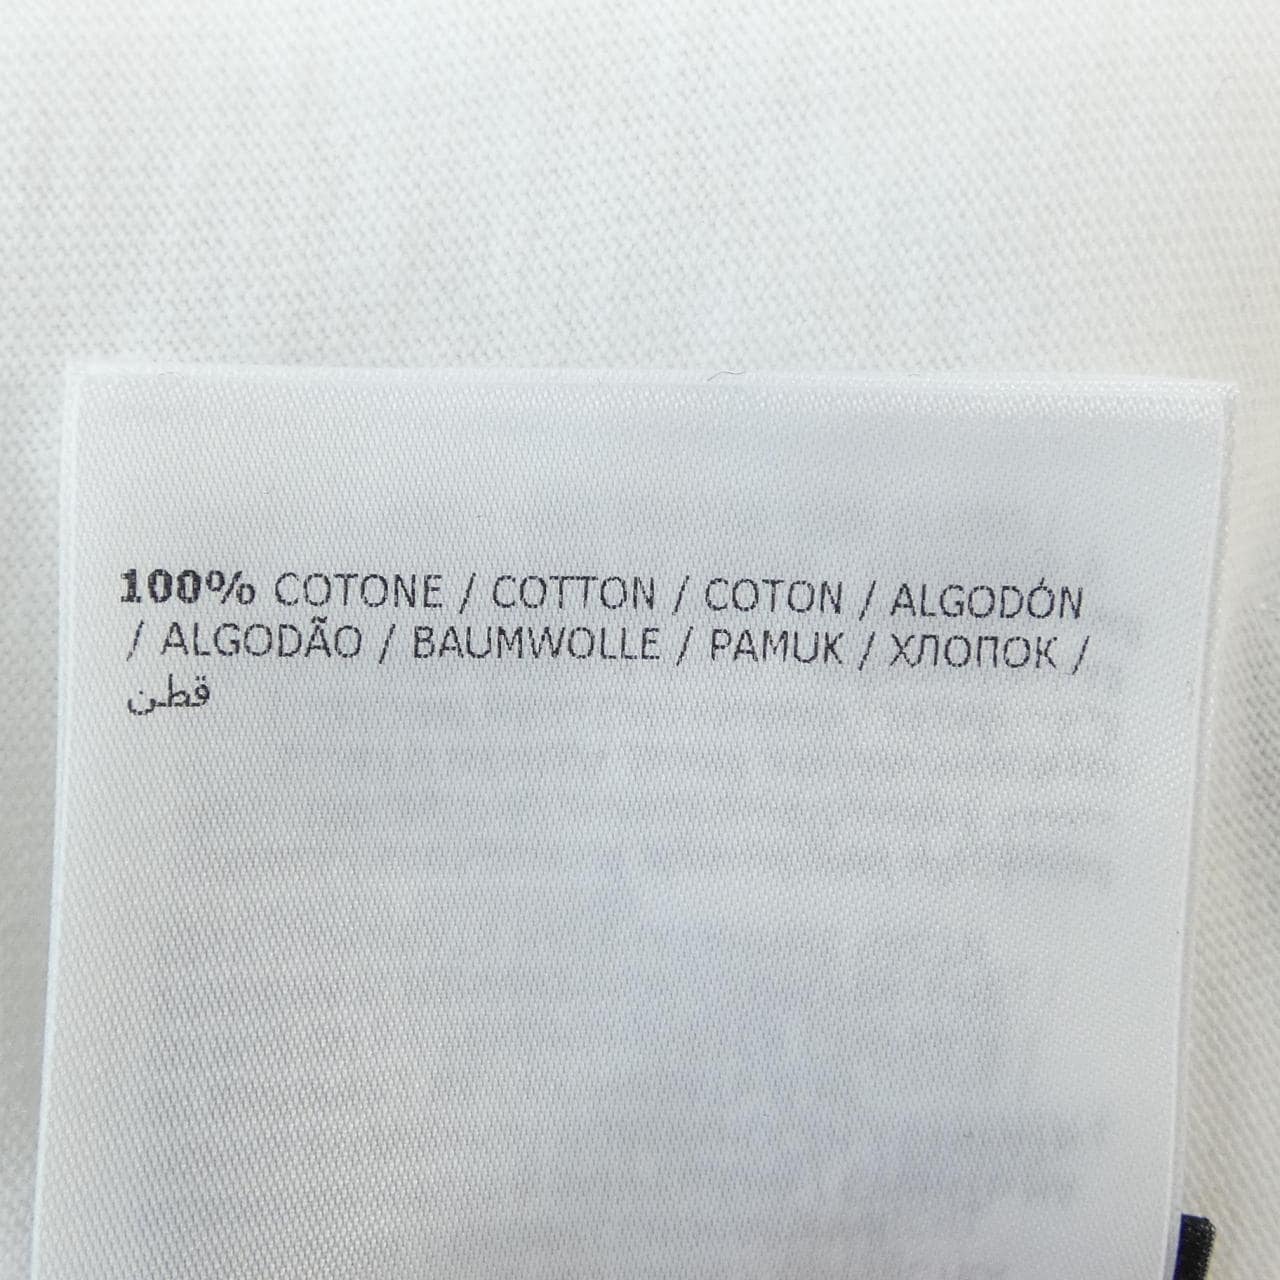 100% COTONE / COTTON / COTON / ALGODÓN
/ ALGODÃO / BAUMWOLLE / PAMUK / ХЛОПОК /
قطن